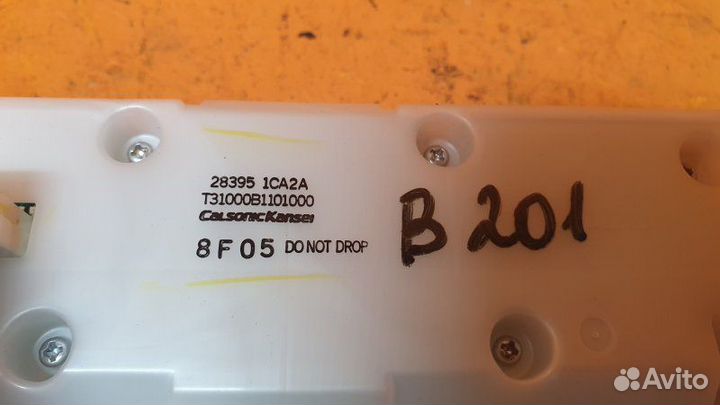 28395 1CA2A
T31000B1101000
CalsonicKansei
8F05 DO NOT DROP
B 201
Avito